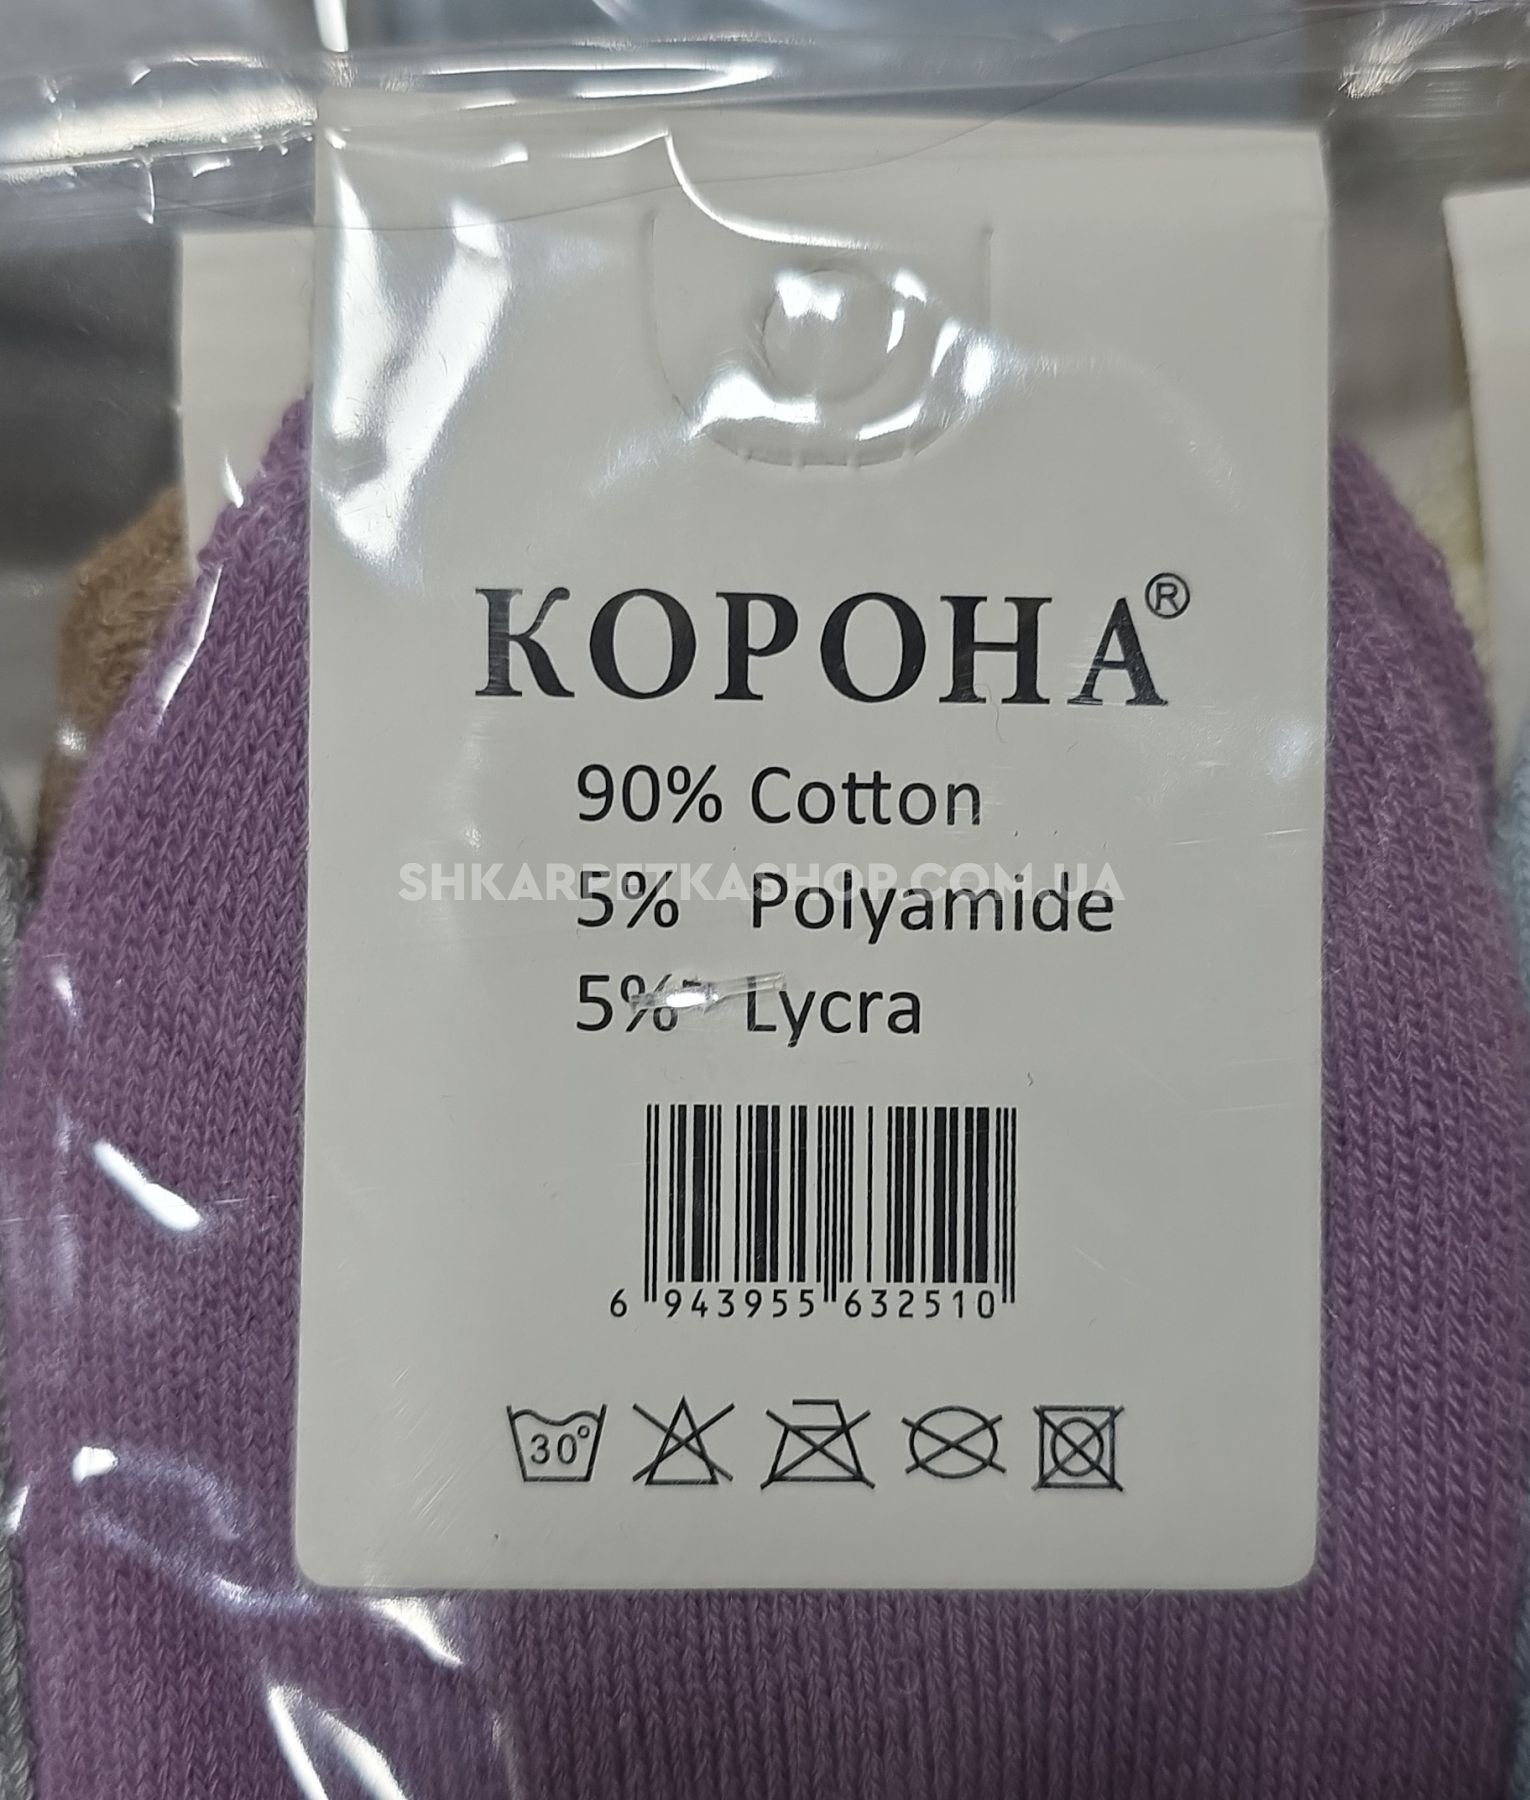 КОРОНА®
90% Cotton
SHKARPETKASHOP.COM.UA
5% Polyamide
5% Lycra
6 943955 632510
30°